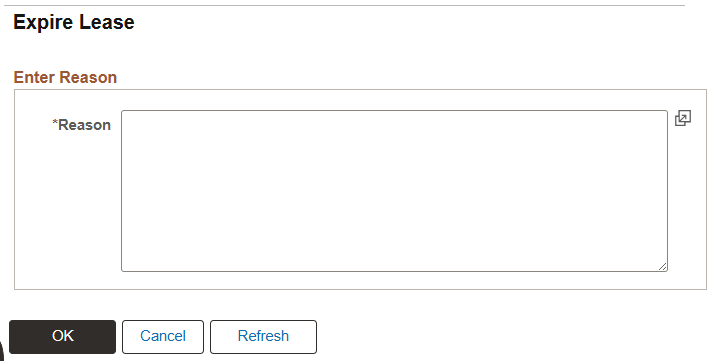 Expire Lease
Enter Reason
*Reason
OK
Cancel
Refresh